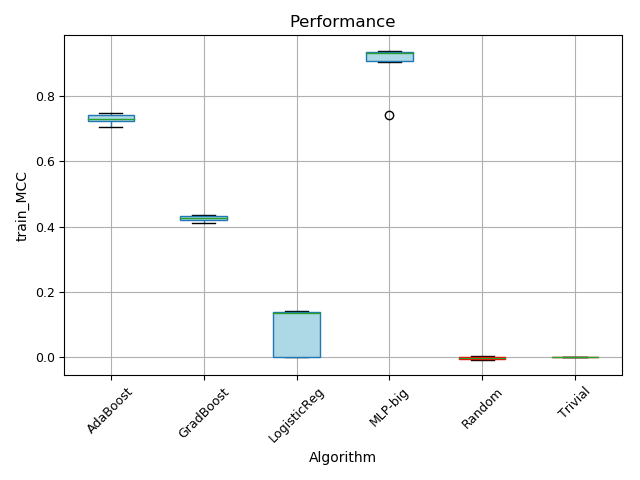 Performance
train_MCC
0.8
0.6
0.4
0.2
0.0
AdaBoost
GradBoost
LogisticReg
MLP-big
Random
Trivial
Algorithm